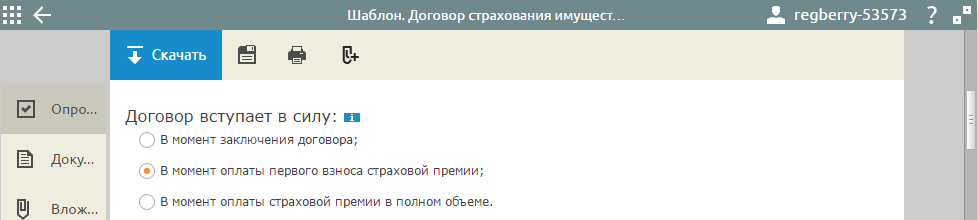 Шаблон. Договор страхования имущест...
regberry-53573
?
Скачать
Опро...
Доку...
Влож...
Договор вступает в силу:
В момент заключения договора;
В момент оплаты первого взноса страховой премии;
В момент оплаты страховой премии в полном объеме.